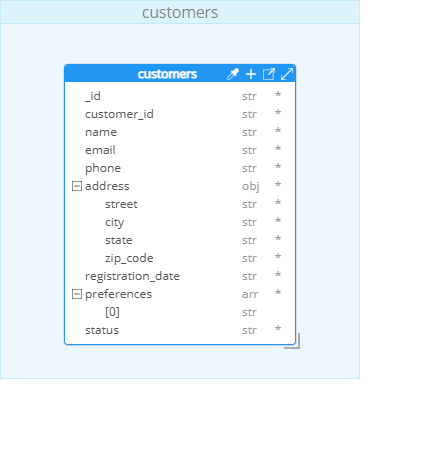 customers
customers
_id str *
customer_id str *
name str *
email str *
phone str *
address obj *
street str *
city str *
state str *
zip_code str *
registration_date str *
preferences arr *
[0] str
status str *